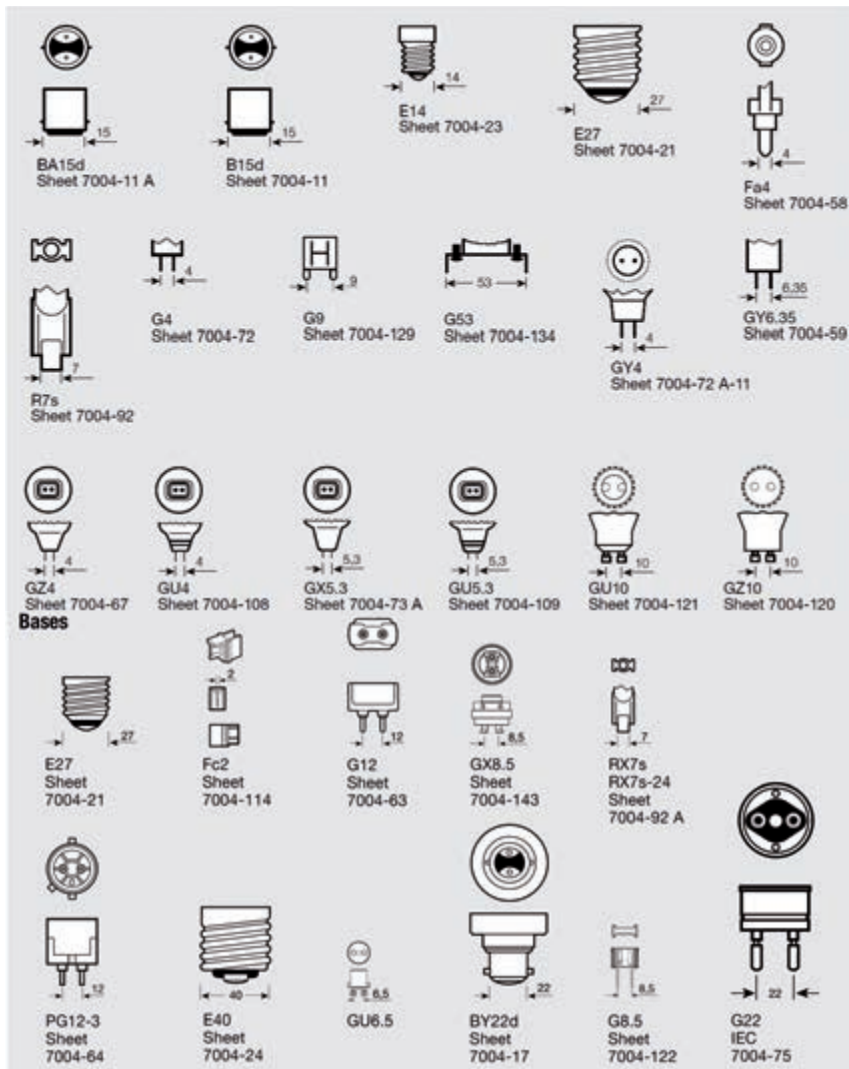 15
BA15d
Sheet 7004-11 A
15
B15d
Sheet 7004-11
14
E14
Sheet 7004-23
27
E27
Sheet 7004-21
4
Fa4
Sheet 7004-58
7
R7s
Sheet 7004-92
4
G4
Sheet 7004-72
9
G9
Sheet 7004-129
53
G53
Sheet 7004-134
4
GY4
Sheet 7004-72 A-11
6,35
GY6.35
Sheet 7004-59
4
GZ4
Sheet 7004-67
4
GU4
Sheet 7004-108
5,3
GX5.3
Sheet 7004-73 A
5,3
GU5.3
Sheet 7004-109
10
GU10
Sheet 7004-121
10
GZ10
Sheet 7004-120
Bases
27
E27
Sheet
7004-21
2
Fc2
Sheet
7004-114
12
G12
Sheet
7004-63
8,5
GX8.5
Sheet
7004-143
7
RX7s
RX7s-24
Sheet
7004-92 A
12
PG12-3
Sheet
7004-64
40
E40
Sheet
7004-24
6,5
GU6.5
22
BY22d
Sheet
7004-17
8,5
G8.5
Sheet
7004-122
22
G22
IEC
7004-75